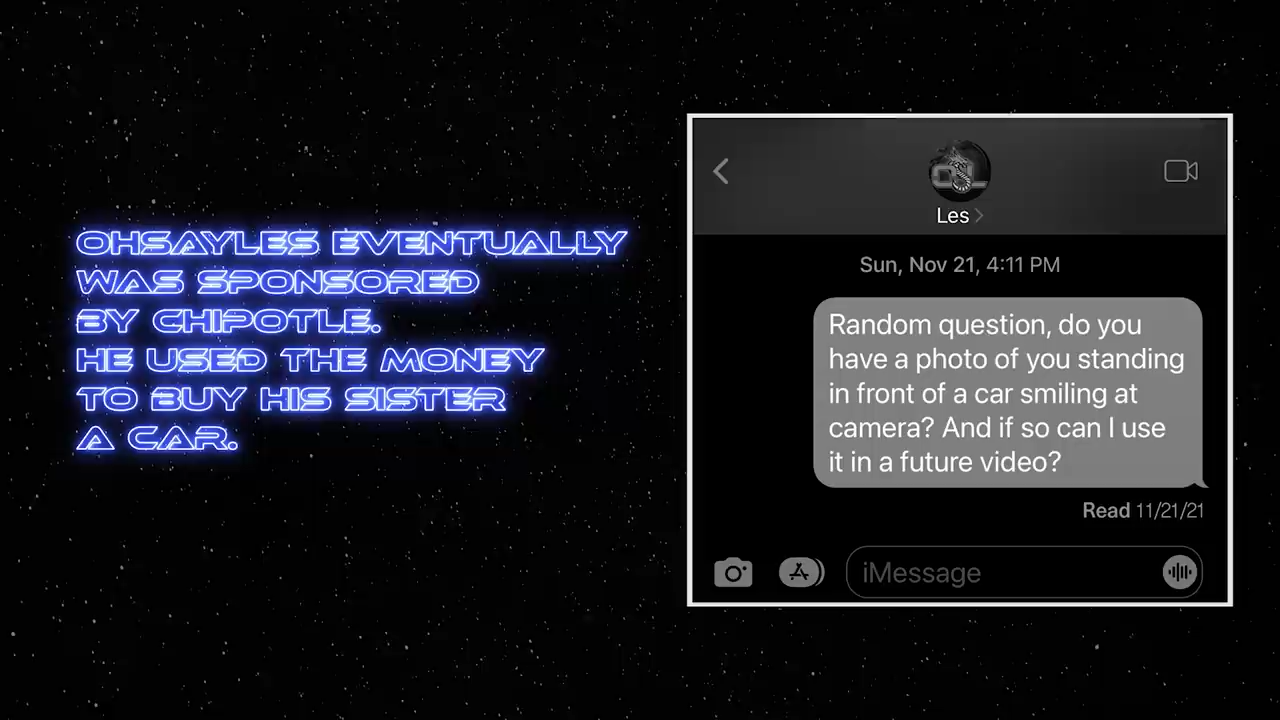 OHSAYLES EVENTUALLY
WAS SPONSORED
BY CHIPOTLE.
HE USED THE MONEY
TO BUY HIS SISTER
A CAR.
Les
Sun, Nov 21, 4:11 PM
Random question, do you
have a photo of you standing
in front of a car smiling at
camera? And if so can I use
it in a future video?
Read 11/21/21
iMessage